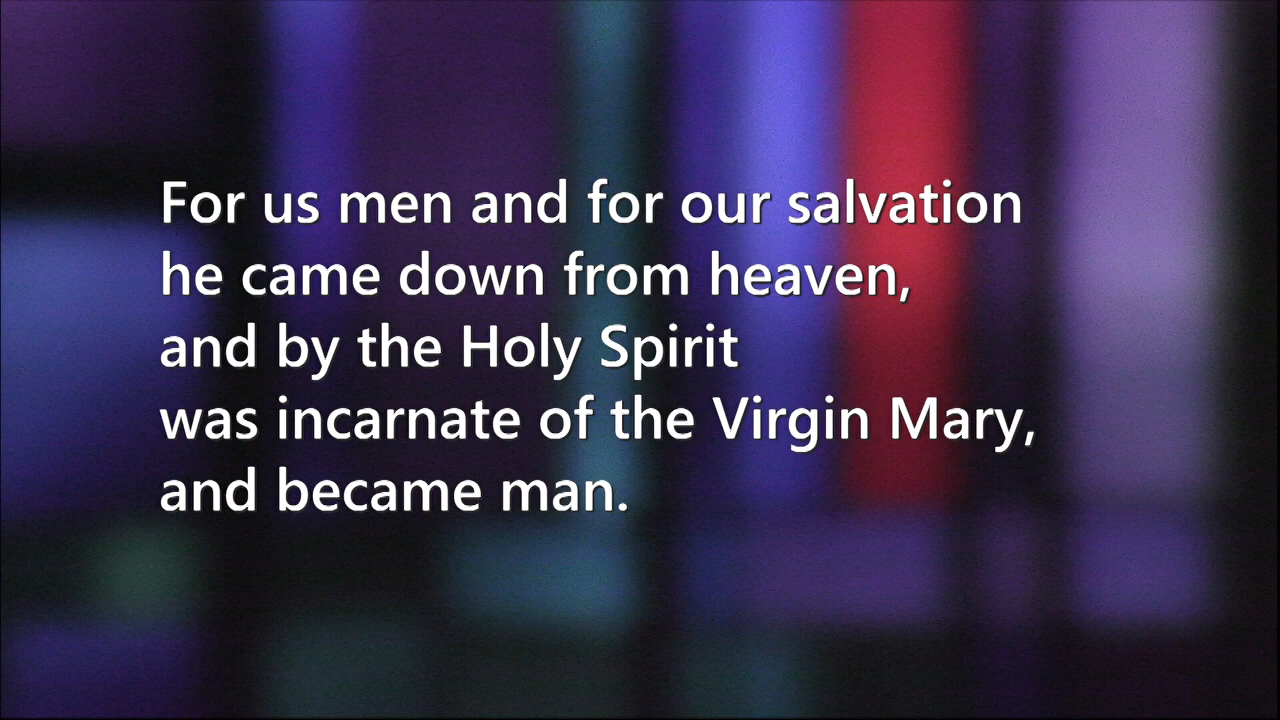 For us men and for our salvation
he came down from heaven,
and by the Holy Spirit
was incarnate of the Virgin Mary,
and became man.